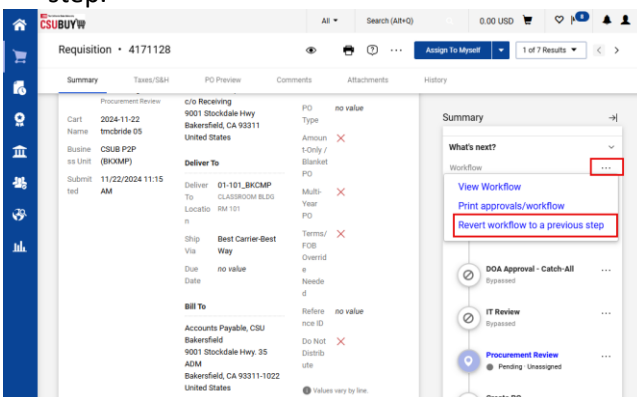 step.
CSUBUY
All
Search (Alt+Q)
0.00 USD
Requisition • 4171128
Assign To Myself
1 of 7 Results
Summary
Taxes/S&H
PO Preview
Comments
Attachments
History
Procurement Review
Cart Name
2024-11-22 tmcbride 05
Busine ss Unit
CSUB P2P (BKXMP)
Submit ted
11/22/2024 11:15 AM
c/o Receiving
9001 Stockdale Hwy
Bakersfield, CA 93311
United States
Deliver To
Deliver To
01-101_BKCMP
CLASSROOM BLDG
Locatio n
RM 101
Ship Via
Best Carrier-Best Way
Due Date
no value
Bill To
Accounts Payable, CSU
Bakersfield
9001 Stockdale Hwy. 35
ADM
Bakersfield, CA 93311-1022
United States
PO Type
no value
Amoun t-Only / Blanket PO
Multi- Year PO
Terms/ FOB Overrid e Neede d
Refere nce ID
no value
Do Not Distrib ute
Values vary by line.
Summary
What's next?
Workflow
View Workflow
Print approvals/workflow
Revert workflow to a previous step
DOA Approval - Catch-All
Bypassed
IT Review
Bypassed
Procurement Review
Pending · Unassigned
Create PO